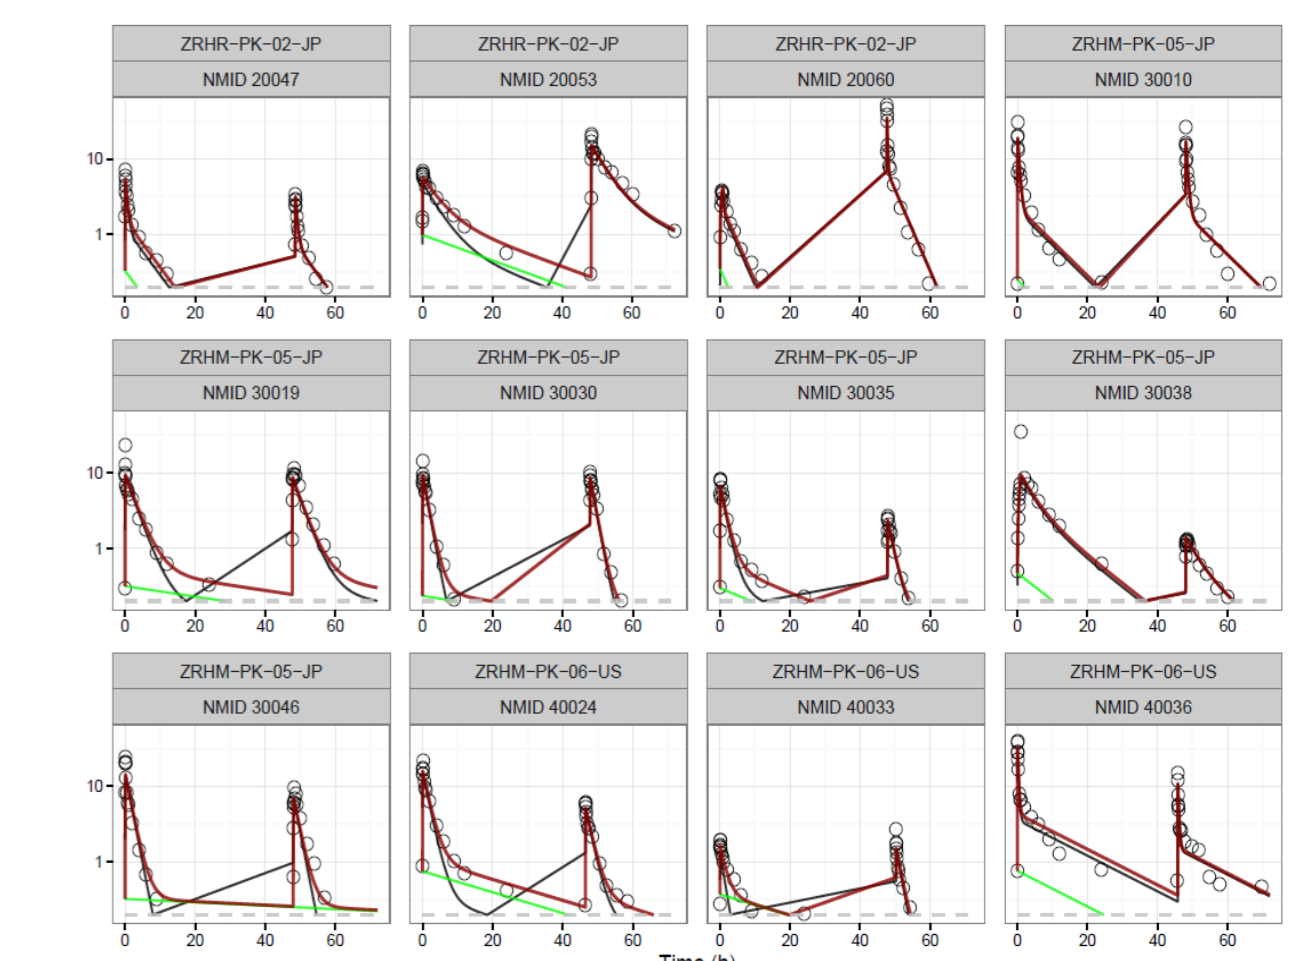 ZRHR−PK−02−JP ZRHR−PK−02−JP ZRHR−PK−02−JP ZRHM−PK−05−JP
NMID 20047 NMID 20053 NMID 20060 NMID 30010
10
1
0 20 40 60 0 20 40 60 0 20 40 60 0 20 40 60
ZRHM−PK−05−JP ZRHM−PK−05−JP ZRHM−PK−05−JP ZRHM−PK−05−JP
NMID 30019 NMID 30030 NMID 30035 NMID 30038
10
1
0 20 40 60 0 20 40 60 0 20 40 60 0 20 40 60
ZRHM−PK−05−JP ZRHM−PK−06−US ZRHM−PK−06−US ZRHM−PK−06−US
NMID 30046 NMID 40024 NMID 40033 NMID 40036
10
1
0 20 40 60 0 20 40 60 0 20 40 60 0 20 40 60
Time (h)